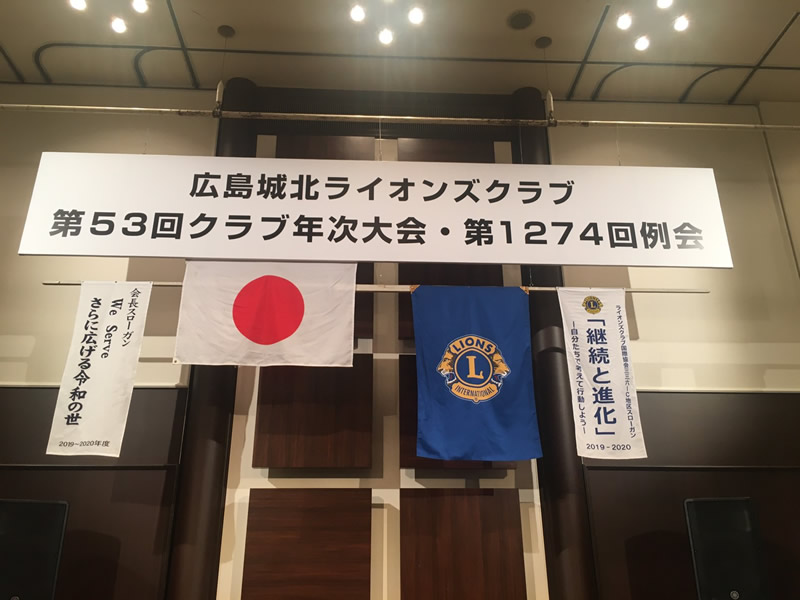 広島城北ライオンズクラブ
第53回クラブ年次大会・第1274回例会
会長スローガン
We Serve
さらに広げる令和の世
2019-2020年度
LIONS
L
INTERNATIONAL
ライオンズクラブ国際協会三三六-C地区スローガン
「継続と進化」
ー自分たちで考えて行動しようー
2019-2020